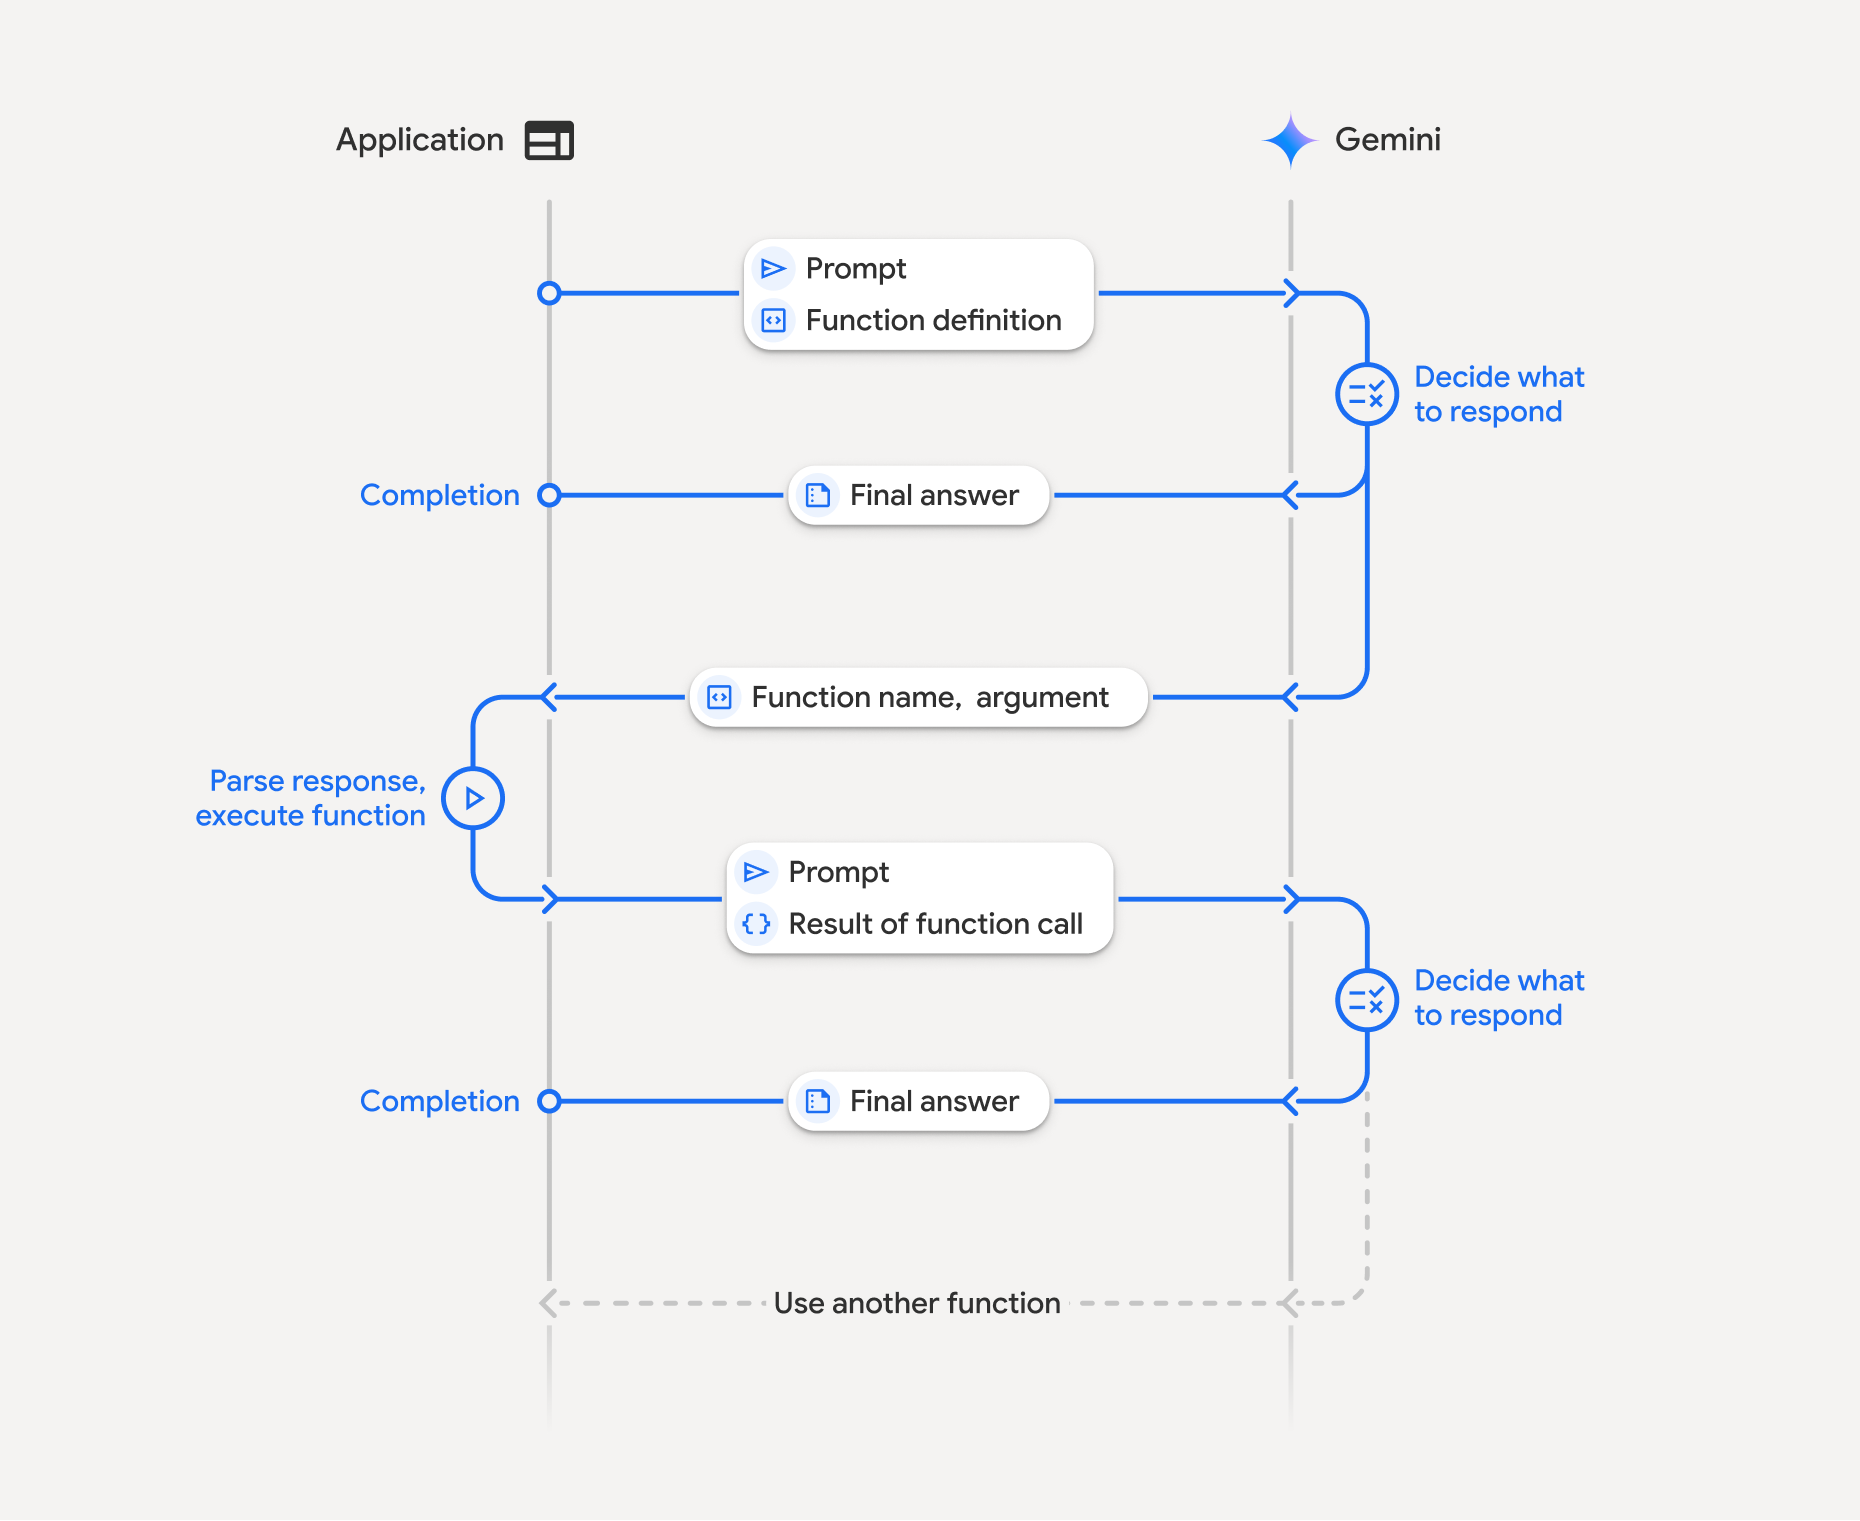 Application
Gemini
Prompt
Function definition
Decide what
to respond
Completion
Final answer
Function name, argument
Parse response,
execute function
Prompt
Result of function call
Decide what
to respond
Completion
Final answer
Use another function